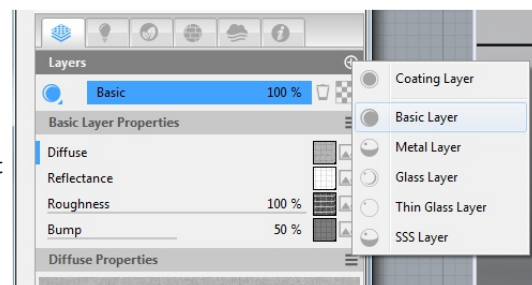 Layers
Basic 100 %
Basic Layer Properties
Diffuse
Reflectance
Roughness 100 %
Bump 50 %
Diffuse Properties
Coating Layer
Basic Layer
Metal Layer
Glass Layer
Thin Glass Layer
SSS Layer